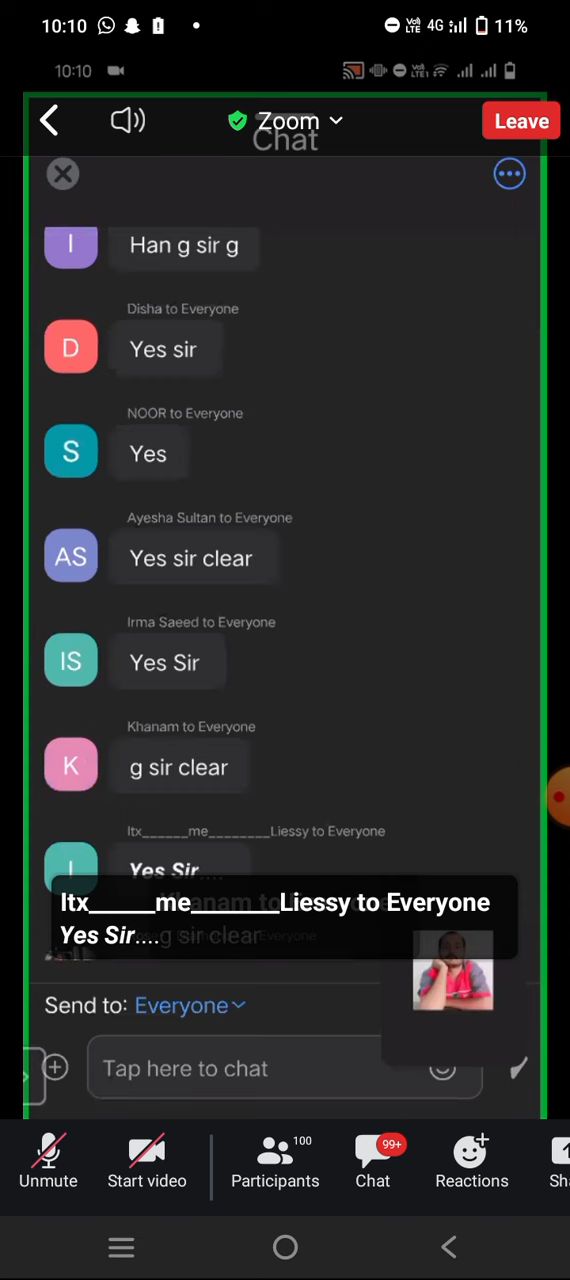 10:10
VoLTE 4G 11%
10:10
Zoom
Leave
Chat
I
Han g sir g
Disha to Everyone
D
Yes sir
NOOR to Everyone
S
Yes
Ayesha Sultan to Everyone
AS
Yes sir clear
Irma Saeed to Everyone
IS
Yes Sir
Khanam to Everyone
K
g sir clear
Itx______me________Liessy to Everyone
I
Yes Sir....
Itx______me________Liessy to Everyone
Yes Sir....
g sir clear
Send to: Everyone
Tap here to chat
100
99+
Unmute
Start video
Participants
Chat
Reactions
Sh